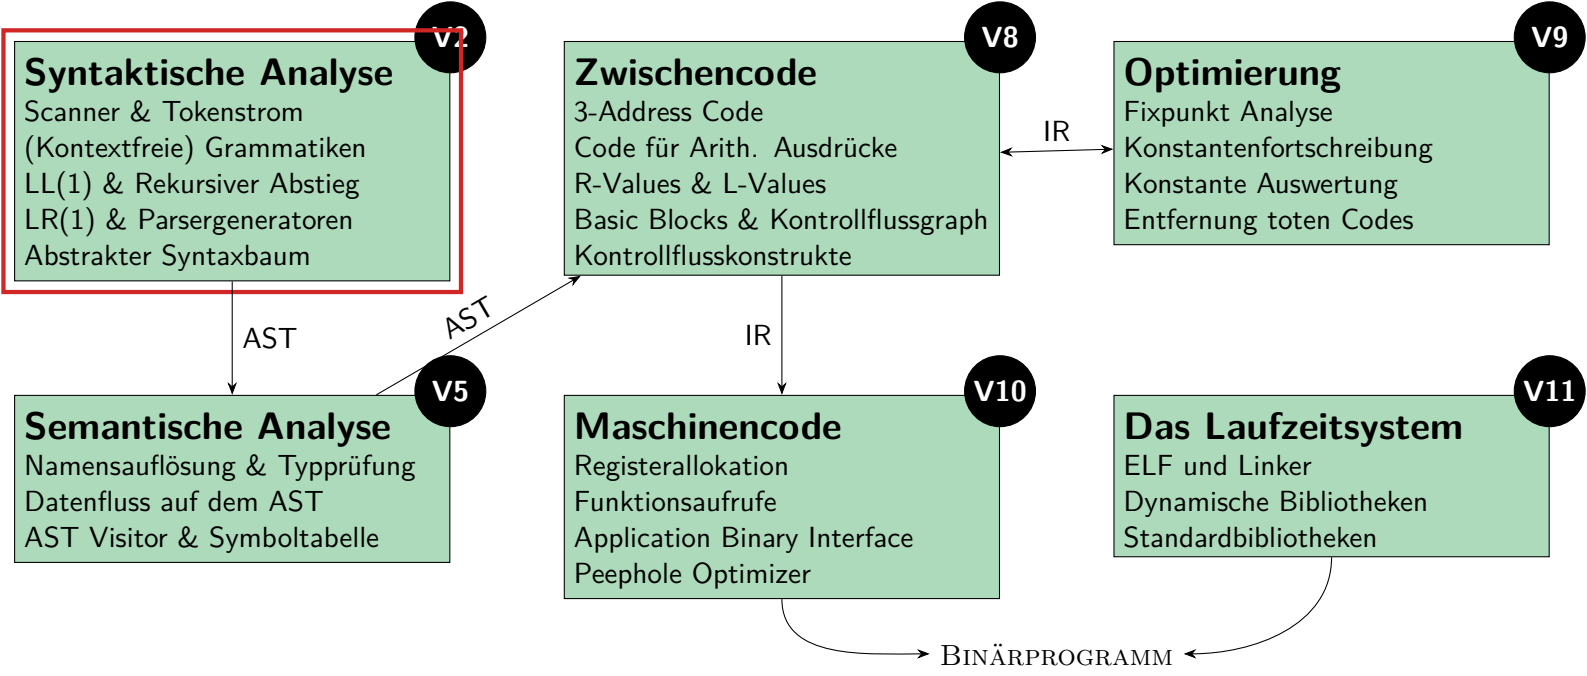 V2
Syntaktische Analyse
Scanner & Tokenstrom
(Kontextfreie) Grammatiken
LL(1) & Rekursiver Abstieg
LR(1) & Parsergeneratoren
Abstrakter Syntaxbaum
V8
Zwischencode
3-Address Code
Code für Arith. Ausdrücke
R-Values & L-Values
Basic Blocks & Kontrollflussgraph
Kontrollflusskonstrukte
IR
V9
Optimierung
Fixpunkt Analyse
Konstantenfortschreibung
Konstante Auswertung
Entfernung toten Codes
AST
AST
IR
V5
Semantische Analyse
Namensauflösung & Typprüfung
Datenfluss auf dem AST
AST Visitor & Symboltabelle
V10
Maschinencode
Registerallokation
Funktionsaufrufe
Application Binary Interface
Peephole Optimizer
V11
Das Laufzeitsystem
ELF und Linker
Dynamische Bibliotheken
Standardbibliotheken
BINÄRPROGRAMM